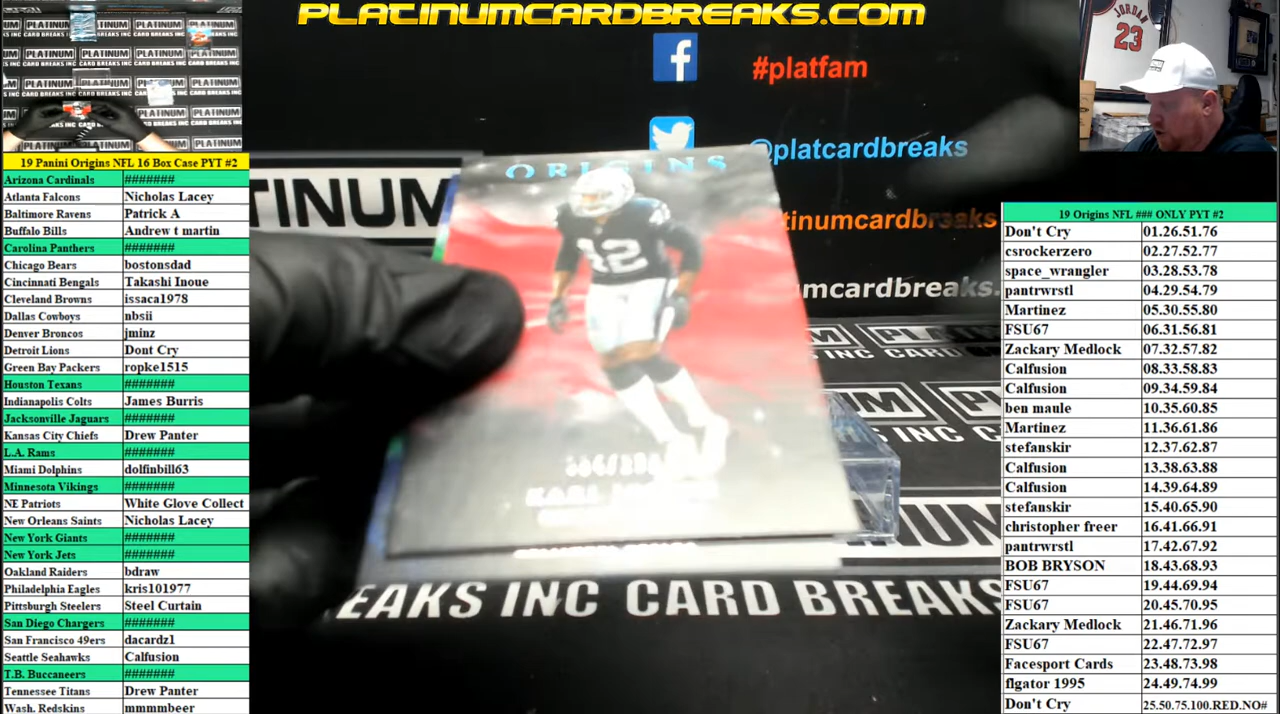 PLATINUMCARDBREAKS.COM
#platfam
@platcardbreaks
tinumcardbreaks
mcardbreaks.
JORDAN
23
ORIGINS
42
KARL
PLATINUM
CARD BREAKS INC
EAKS INC CARD BREAKS
19 Panini Origins NFL 16 Box Case PYT #2
Arizona Cardinals #######
Atlanta Falcons Nicholas Lacey
Baltimore Ravens Patrick A
Buffalo Bills Andrew t martin
Carolina Panthers #######
Chicago Bears bostonsdad
Cincinnati Bengals Takashi Inoue
Cleveland Browns issaca1978
Dallas Cowboys nbsii
Denver Broncos jminz
Detroit Lions Dont Cry
Green Bay Packers ropke1515
Houston Texans #######
Indianapolis Colts James Burris
Jacksonville Jaguars #######
Kansas City Chiefs Drew Panter
L.A. Rams #######
Miami Dolphins dolfinbill63
Minnesota Vikings #######
NE Patriots White Glove Collect
New Orleans Saints Nicholas Lacey
New York Giants #######
New York Jets #######
Oakland Raiders bdraw
Philadelphia Eagles kris101977
Pittsburgh Steelers Steel Curtain
San Diego Chargers #######
San Francisco 49ers dacardz1
Seattle Seahawks Calfusion
T.B. Buccaneers #######
Tennessee Titans Drew Panter
Wash. Redskins mmmmbeer
19 Origins NFL ### ONLY PYT #2
Don't Cry 01.26.51.76
csrockerzero 02.27.52.77
space_wrangler 03.28.53.78
pantrwrstl 04.29.54.79
Martinez 05.30.55.80
FSU67 06.31.56.81
Zackary Medlock 07.32.57.82
Calfusion 08.33.58.83
Calfusion 09.34.59.84
ben maule 10.35.60.85
Martinez 11.36.61.86
stefanskir 12.37.62.87
Calfusion 13.38.63.88
Calfusion 14.39.64.89
stefanskir 15.40.65.90
christopher freer 16.41.66.91
pantrwrstl 17.42.67.92
BOB BRYSON 18.43.68.93
FSU67 19.44.69.94
FSU67 20.45.70.95
Zackary Medlock 21.46.71.96
FSU67 22.47.72.97
Facesport Cards 23.48.73.98
flgator 1995 24.49.74.99
Don't Cry 25.50.75.100.RED.NO#